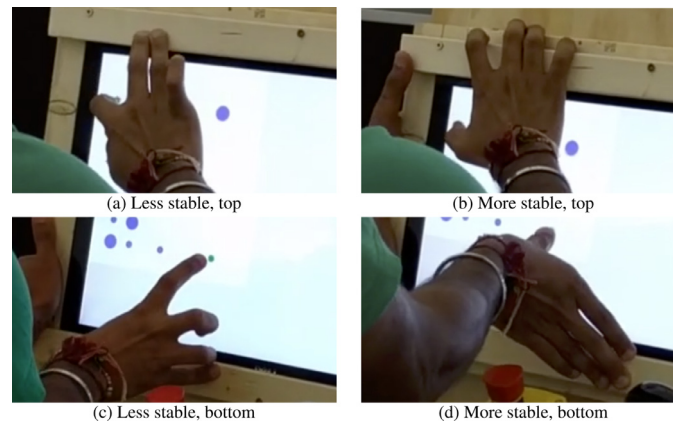 (a) Less stable, top
(b) More stable, top
(c) Less stable, bottom
(d) More stable, bottom